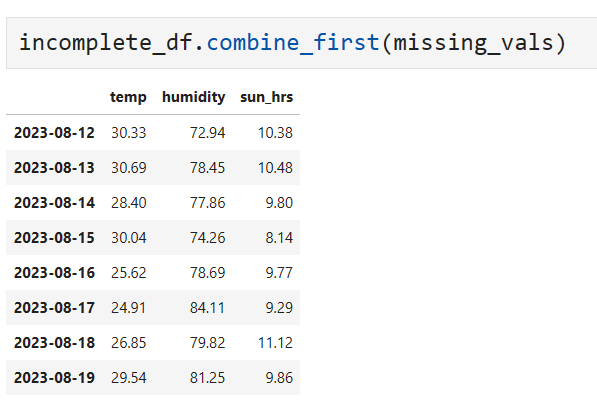 incomplete_df.combine_first(missing_vals)
temp humidity sun_hrs
2023-08-12 30.33 72.94 10.38
2023-08-13 30.69 78.45 10.48
2023-08-14 28.40 77.86 9.80
2023-08-15 30.04 74.26 8.14
2023-08-16 25.62 78.69 9.77
2023-08-17 24.91 84.11 9.29
2023-08-18 26.85 79.82 11.12
2023-08-19 29.54 81.25 9.86